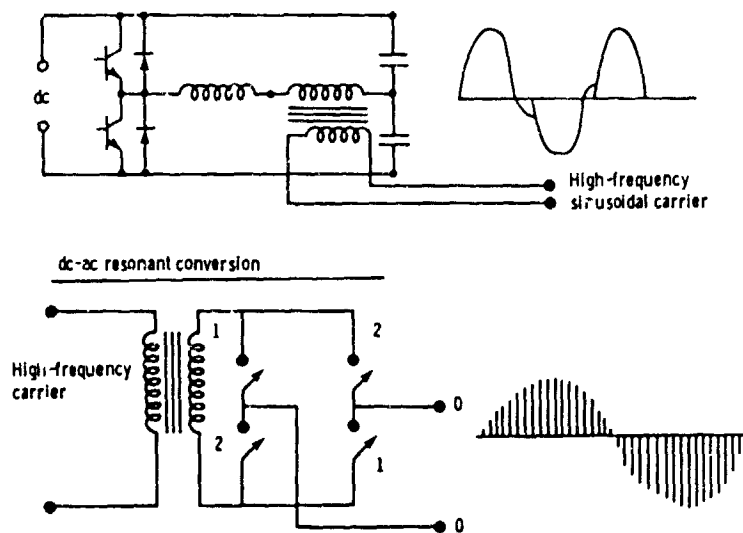 dc
High-frequency
sinusoidal carrier
dc-ac resonant conversion
1
2
High-frequency
carrier
0
2
1
0